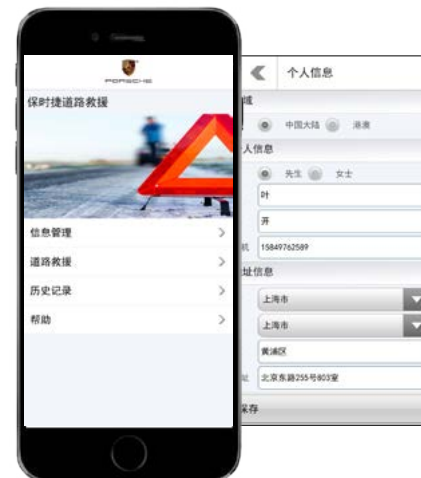 PORSCHE
保时捷道路救援
信息管理
道路救援
历史记录
帮助
个人信息
域
中国大陆 港澳
人信息
先生 女士
叶
开
机 15849762589
址信息
上海市
上海市
黄浦区
址 北京东路255号803室
保存